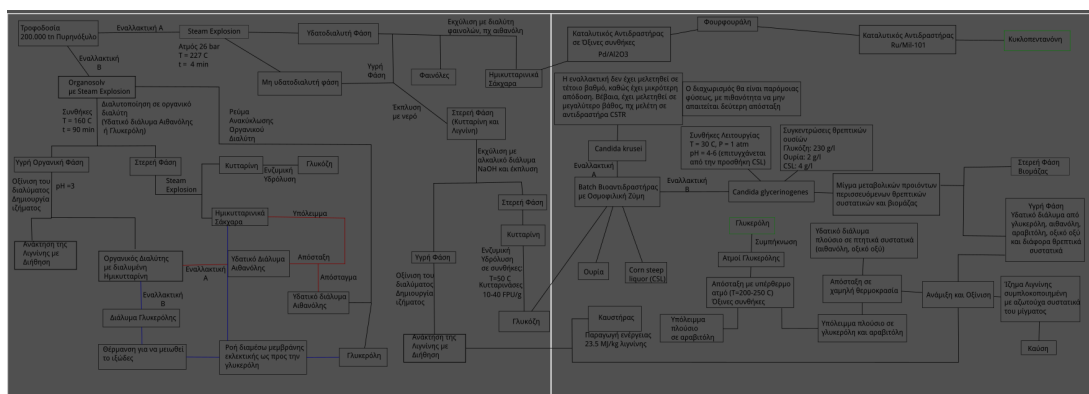 Τροφοδοσία
200.000 τπ Πυρηνόξυλο
Εναλλακτική Α
Steam Explosion
Υδατοδιαλυτή Φάση
Εκχύλιση με διαλύτη
φαινολών, πχ αιθανόλη
Ατμός 26 bar
T = 227 C
t = 4 min
Εναλλακτική
Β
Μη υδατοδιαλυτή φάση
Υγρή
Φάση
Φαινόλες
Ημικυτταρινικά
Σάκχαρα
Organosolv
με Steam Explosion
Συνθήκες
T = 160 C
t = 90 min
Διαλυτοποίηση σε οργανικό
διαλύτη
(Υδατικό διάλυμα Αιθανόλης
ή Γλυκερόλη)
Ρεύμα
Ανακύκλωσης
Οργανικού
Διαλύτη
Έκπλυση
με νερό
Στερεή Φάση
(Κυτταρίνη και
Λιγνίνη)
Υγρή Οργανική Φάση
Στερεή Φάση
Steam
Explosion
Κυτταρίνη
Ενζυμική
Υδρόλυση
Γλυκόζη
Εκχύλιση με
αλκαλικό διάλυμα
NaOH και έκπλυση
Οξίνιση του
διαλύματος
Δημιουργία
ιζήματος
pH =3
Ημικυτταρινικά
Σάκχαρα
Υπόλειμμα
Στερεή Φάση
Κυτταρίνη
Ανάκτηση της
Λιγνίνης με
Διήθηση
Οργανικός Διαλύτης
με διαλυμένη
Ημικυτταρίνη
Εναλλακτική
Α
Υδατικό Διάλυμα
Αιθανόλης
Απόσταξη
Απόσταγμα
Υγρή Φάση
Ενζυμική
Υδρόλυση
σε συνθήκες:
T=50 C
Κυτταρινάσες
10-40 FPU/g
Οξίνιση του
διαλύματος
Δημιουργία
ιζήματος
Εναλλακτική
Β
Υδατικό διάλυμα
Αιθανόλης
Διάλυμα Γλυκερόλης
Γλυκόζη
Θέρμανση για να μειωθεί
το ιξώδες
Ροή διαμέσω μεμβράνης
εκλεκτικής ως προς την
γλυκερόλη
Γλυκερόλη
Ανάκτηση της
Λιγνίνης με
Διήθηση
Φουρφουράλη
Καταλυτικός Αντιδραστήρας
σε Όξινες συνθήκες
Pd/Al2O3
Καταλυτικός Αντιδραστήρας
Ru/Mil-101
Κυκλοπεντανόνη
Η εναλλακτική δεν έχει μελετηθεί σε
τέτοιο βαθμό, καθώς έχει μικρότερη
απόδοση. Βέβαια, έχει μελετηθεί σε
μεγαλύτερο βάθος, πχ μελέτη σε
αντιδραστήρα CSTR
Ο διαχωρισμός θα είναι παρόμοιας
φύσεως, με πιθανότητα να μην
απαιτείται δεύτερη απόσταξη
Candida krusei
Συνθήκες Λειτουργίας
T = 30 C, P = 1 atm
pH = 4-6 (επιτυγχάνεται
από την προσθήκη CSL)
Συγκεντρώσεις θρεπτικών
ουσιών
Γλυκόζη: 230 g/l
Ουρία: 2 g/l
CSL: 4 g/l
Εναλλακτική
Α
Batch Βιοαντιδραστήρας
με Οσμοφιλική Ζύμη
Εναλλακτική
Β
Candida glycerinogenes
Μίγμα μεταβολικών προϊόντων
περισσευόμενων θρεπτικών
συστατικών και βιομάζας
Στερεή Φάση
Βιομάζας
Υγρή Φάση
Υδατικό διάλυμα από
γλυκερόλη, αιθανόλη,
αραβιτόλη, οξικό οξύ
και διάφορα θρεπτικά
συστατικά
Γλυκερόλη
Συμπήκνωση
Ατμοί Γλυκερόλης
Υδατικό διάλυμα
πλούσιο σε πτητικά συστατικά
(αιθανόλη, οξικό οξύ)
Ουρία
Corn steep
liquor (CSL)
Απόσταξη με υπέρθερμο
ατμό (T=200-250 C)
Όξινες συνθήκες
Απόσταξη σε
χαμηλή θερμοκρασία
Ανάμιξη και Οξίνιση
Ίζημα Λιγνίνης
συμπλοκοποιημένη
με αζωτούχα συστατικά
του μίγματος
Καυστήρας
Παραγωγή ενέργειας
23.5 MJ/kg λιγνίνης
Υπόλειμμα
πλούσιο
σε αραβιτόλη
Υπόλειμμα πλούσιο σε
γλυκερόλη και αραβιτόλη
Καύση